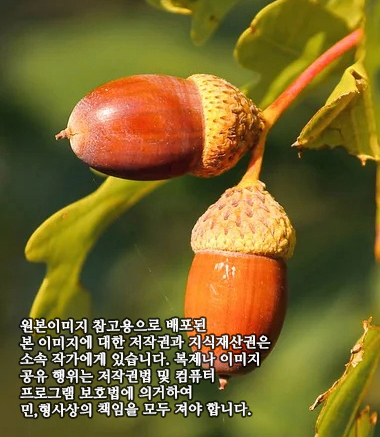 원본이미지 참고용으로 배포된
본 이미지에 대한 저작권과 지식재산권은
소속 작가에게 있습니다. 복제나 이미지
공유 행위는 저작권법 및 컴퓨터
프로그램 보호법에 의거하여
민,형사상의 책임을 모두 져야 합니다.